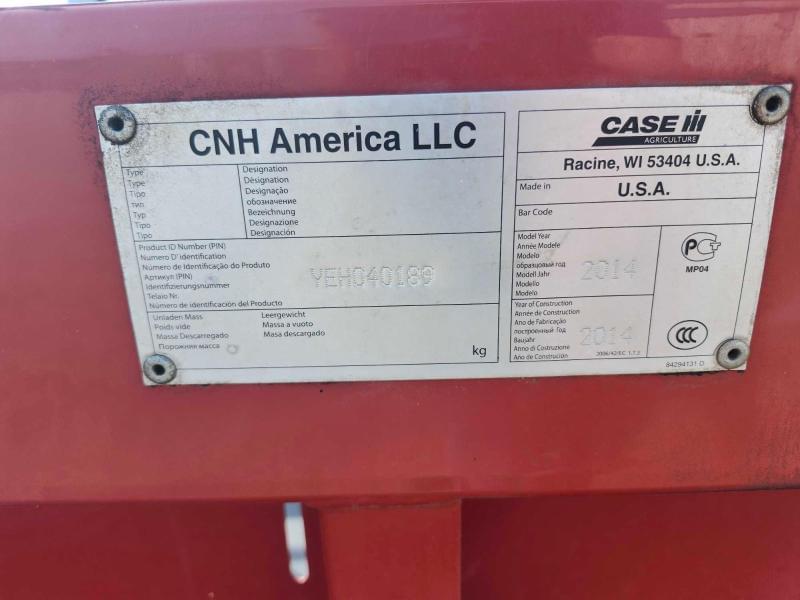 CNH America LLC
Type
Type
Tipo
тип
Typ
Tipo
Tipo
Designation
Dèsignation
Designação
обозначение
Bezeichnung
Designazione
Designación
Product ID Number (PIN)
Numero D' identification
Número de Identificação do Produto
Артикул (PIN)
Identifizierungsnummer
Telaio Nr.
Número de identificación del Producto
YEH040189
Unladen Mass
Poids vide
Massa Descarregado
Порожняя масса
Leergewicht
Massa a vuoto
Masa descargado
kg
CASE IH
AGRICULTURE
Racine, WI 53404 U.S.A.
Made in
U.S.A.
Bar Code
Model Year
Année Modele
Modelo
образцовый год
Modell Jahr
Modello
Modelo
2014
Year of Construction
Année de Construction
Ano de Fabricação
построенный Год
Baujahr
Anno di Costruzione
Año de Construción
2014
2006/42/EC 1.7.3
MP04
CCC
84294131 D